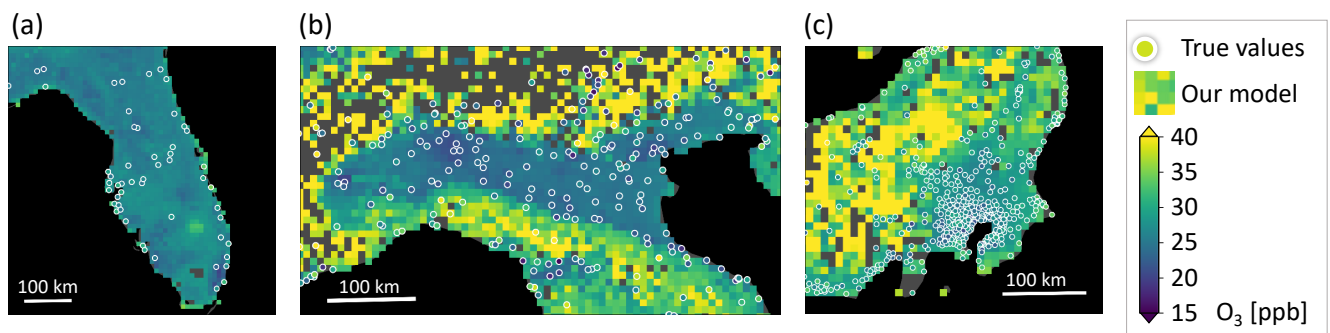 (a)
(b)
(c)
100 km
100 km
100 km
True values
Our model
40
35
30
25
20
15
O₃ [ppb]